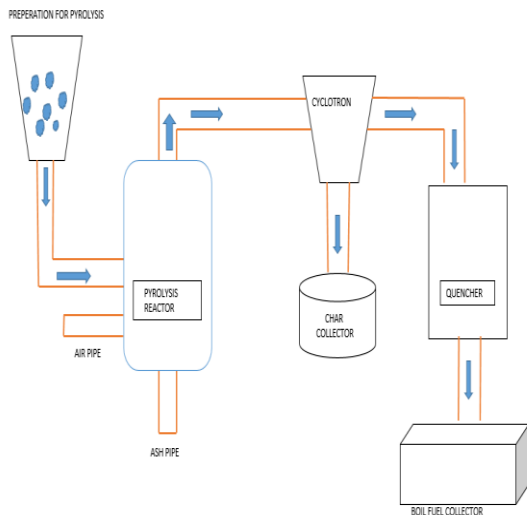 PREPERATION FOR PYROLYSIS
CYCLOTRON
PYROLYSIS
REACTOR
QUENCHER
CHAR
COLLECTOR
AIR PIPE
ASH PIPE
BOIL FUEL COLLECTOR